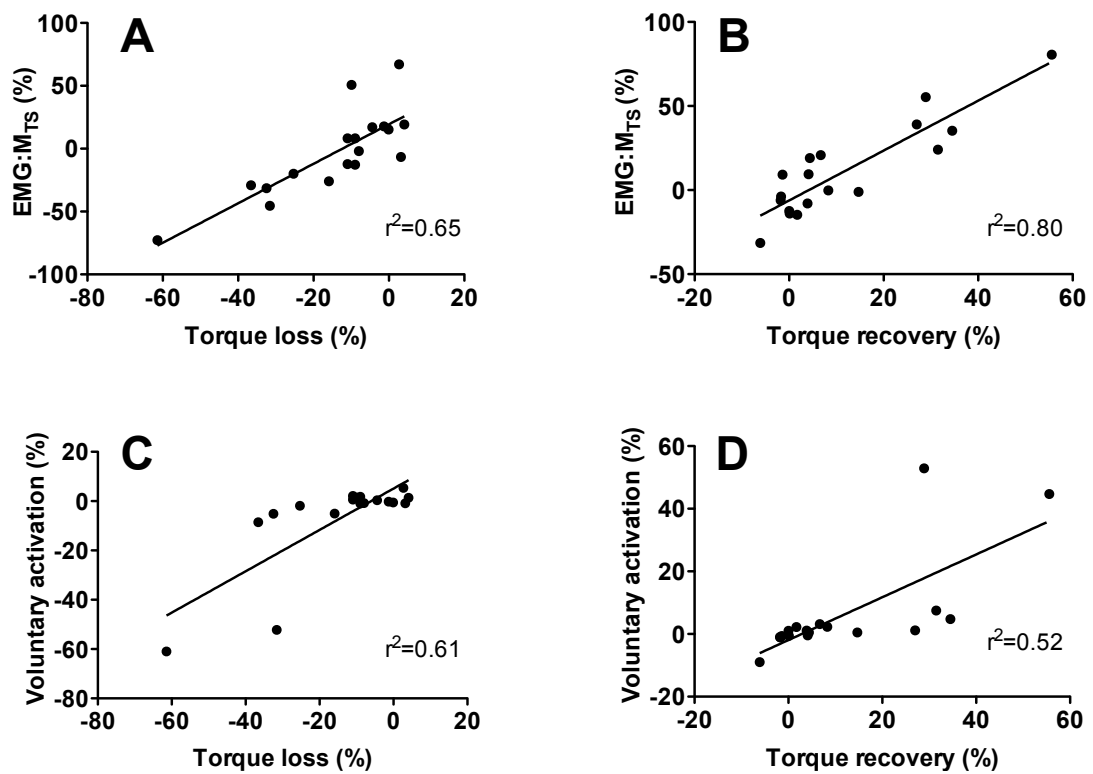 A
EMG:M_TS (%)
100
50
0
-50
-100
r²=0.65
-80 -60 -40 -20 0 20
Torque loss (%)
B
EMG:M_TS (%)
100
50
0
-50
r²=0.80
-20 0 20 40 60
Torque recovery (%)
C
Voluntary activation (%)
20
0
-20
-40
-60
-80
r²=0.61
-80 -60 -40 -20 0 20
Torque loss (%)
D
Voluntary activation (%)
60
40
20
0
-20
r²=0.52
-20 0 20 40 60
Torque recovery (%)